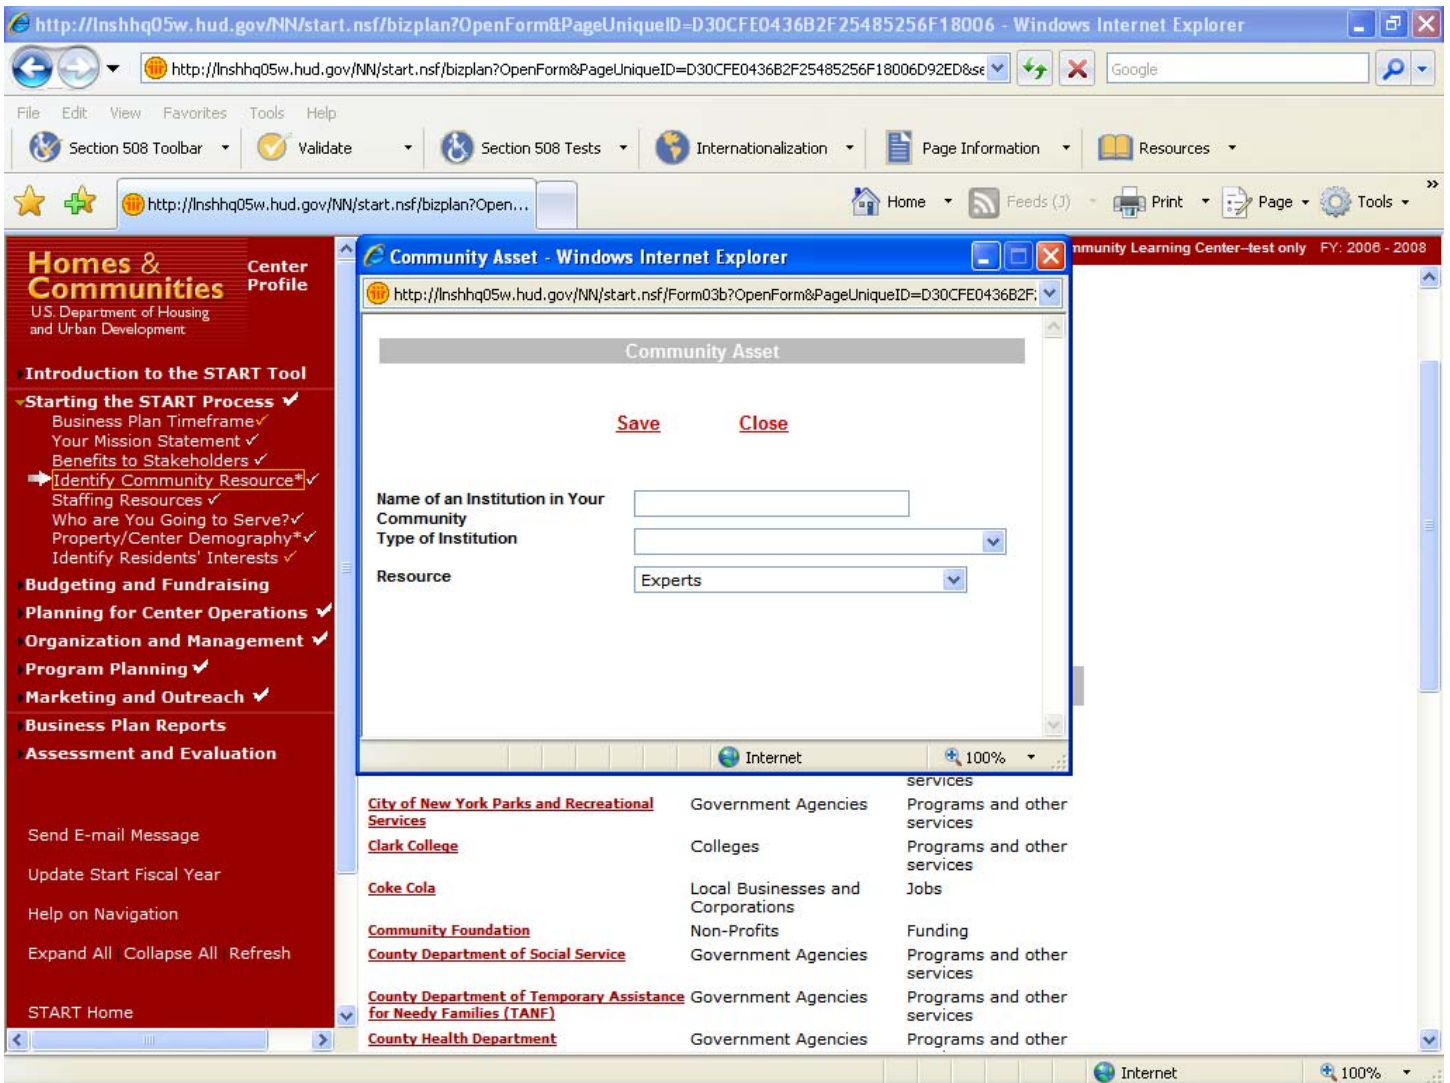 http://lnshhq05w.hud.gov/NN/start.nsf/bizplan?OpenForm&PageUniqueID=D30CFE0436B2F25485256F18006 - Windows Internet Explorer
http://lnshhq05w.hud.gov/NN/start.nsf/bizplan?OpenForm&PageUniqueID=D30CFE0436B2F25485256F18006D92ED&se
Google
File Edit View Favorites Tools Help
Section 508 Toolbar Validate Section 508 Tests Internationalization Page Information Resources
http://lnshhq05w.hud.gov/NN/start.nsf/bizplan?Open...
Home Feeds (J) Print Page Tools
Homes &
Communities
U.S. Department of Housing
and Urban Development
Center
Profile
Introduction to the START Tool
Starting the START Process
Business Plan Timeframe
Your Mission Statement
Benefits to Stakeholders
Identify Community Resource*
Staffing Resources
Who are You Going to Serve?
Property/Center Demography*
Identify Residents' Interests
Budgeting and Fundraising
Planning for Center Operations
Organization and Management
Program Planning
Marketing and Outreach
Business Plan Reports
Assessment and Evaluation
Send E-mail Message
Update Start Fiscal Year
Help on Navigation
Expand All Collapse All Refresh
START Home
mmunity Learning Center--test only FY: 2006 - 2008
Community Asset - Windows Internet Explorer
http://lnshhq05w.hud.gov/NN/start.nsf/Form03b?OpenForm&PageUniqueID=D30CFE0436B2F
Community Asset
Save Close
Name of an Institution in Your
Community
Type of Institution
Resource Experts
Internet 100%
services
City of New York Parks and Recreational Government Agencies Programs and other
Services services
Clark College Colleges Programs and other
services
Coke Cola Local Businesses and Jobs
Corporations
Community Foundation Non-Profits Funding
County Department of Social Service Government Agencies Programs and other
services
County Department of Temporary Assistance Government Agencies Programs and other
for Needy Families (TANF) services
County Health Department Government Agencies Programs and other
Internet 100%